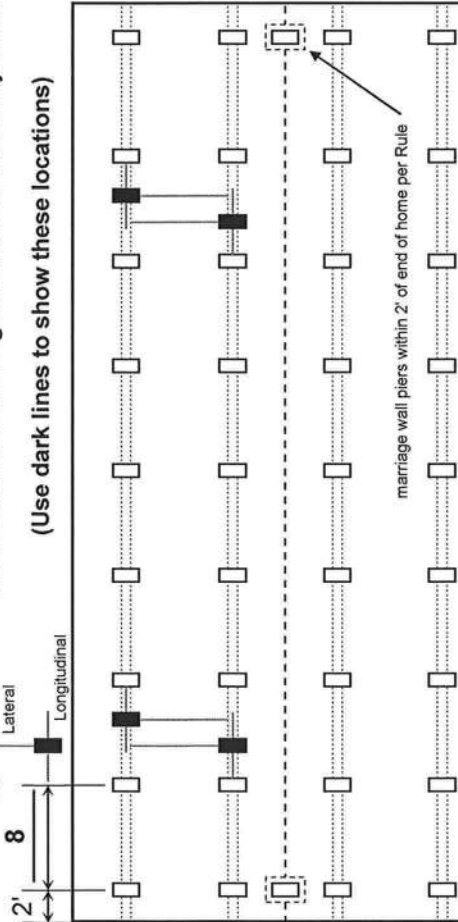 (Use dark lines to show these locations)
Lateral
Longitudinal
2'
8
marriage wall piers within 2' of end of home per Rule